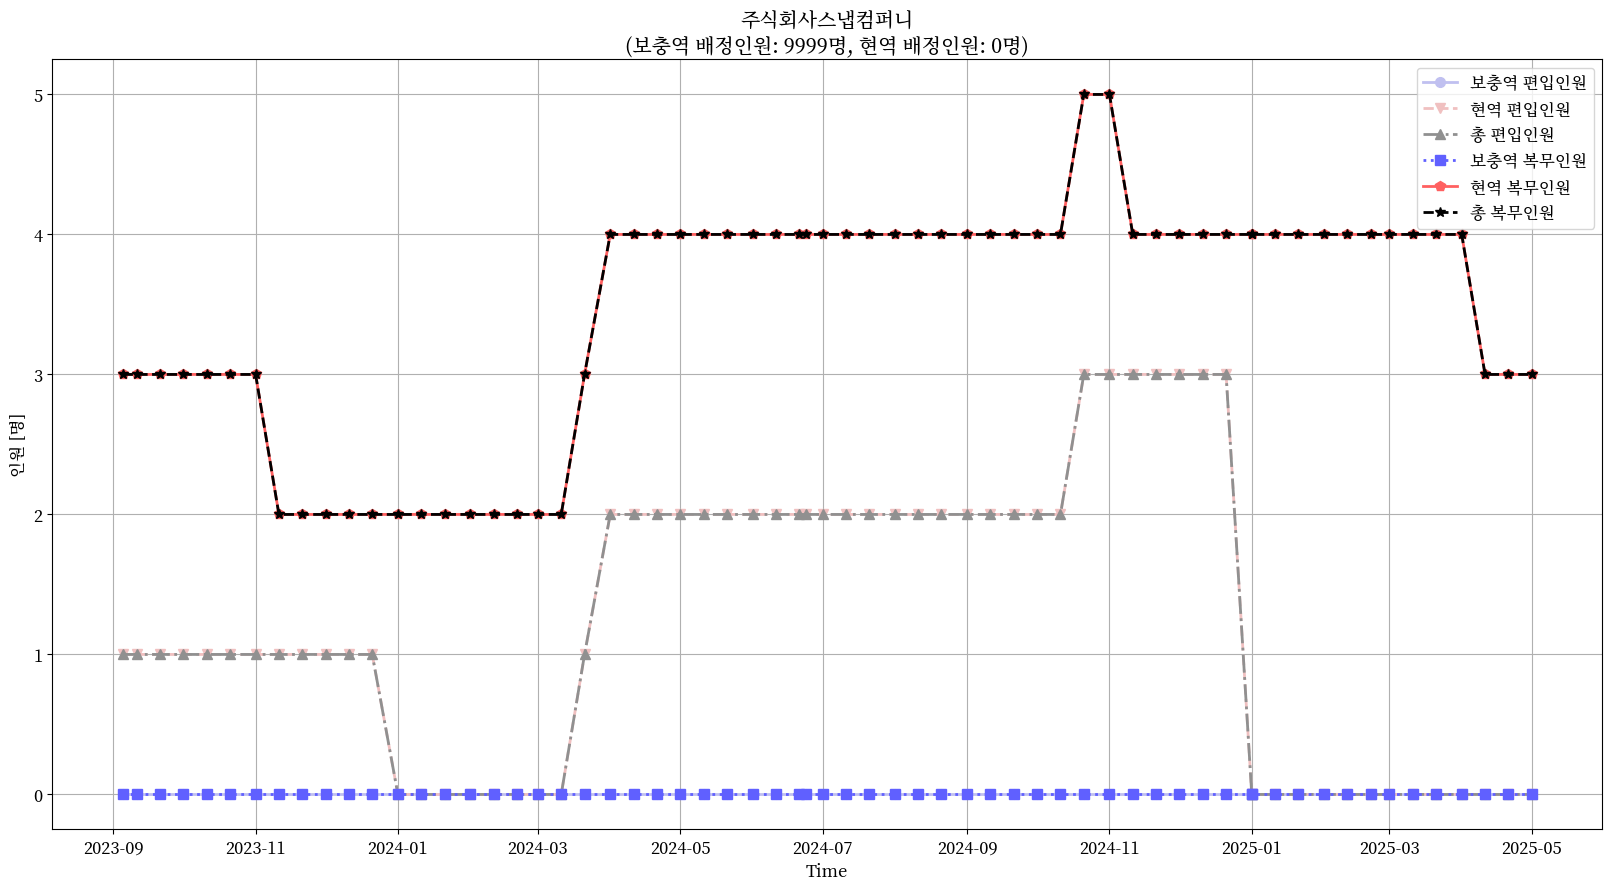 주식회사스냅컴퍼니
(보충역 배정인원: 9999명, 현역 배정인원: 0명)
보충역 편입인원
현역 편입인원
총 편입인원
보충역 복무인원
현역 복무인원
총 복무인원
인원 [명]
5
4
3
2
1
0
2023-09 2023-11 2024-01 2024-03 2024-05 2024-07 2024-09 2024-11 2025-01 2025-03 2025-05
Time